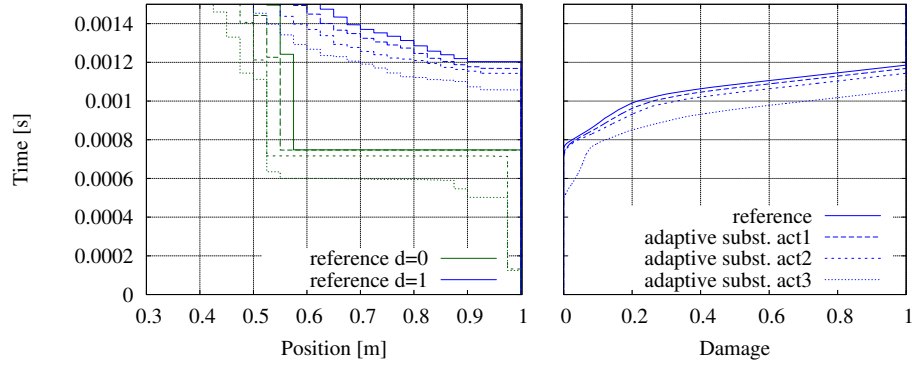 0.0015
0.0012
0.001
0.0008
0.0006
0.0004
0.0002
0
Time [s]
reference d=0
reference d=1
0.3 0.4 0.5 0.6 0.7 0.8 0.9 1
Position [m]
reference
adaptive subst. act1
adaptive subst. act2
adaptive subst. act3
0 0.2 0.4 0.6 0.8 1
Damage